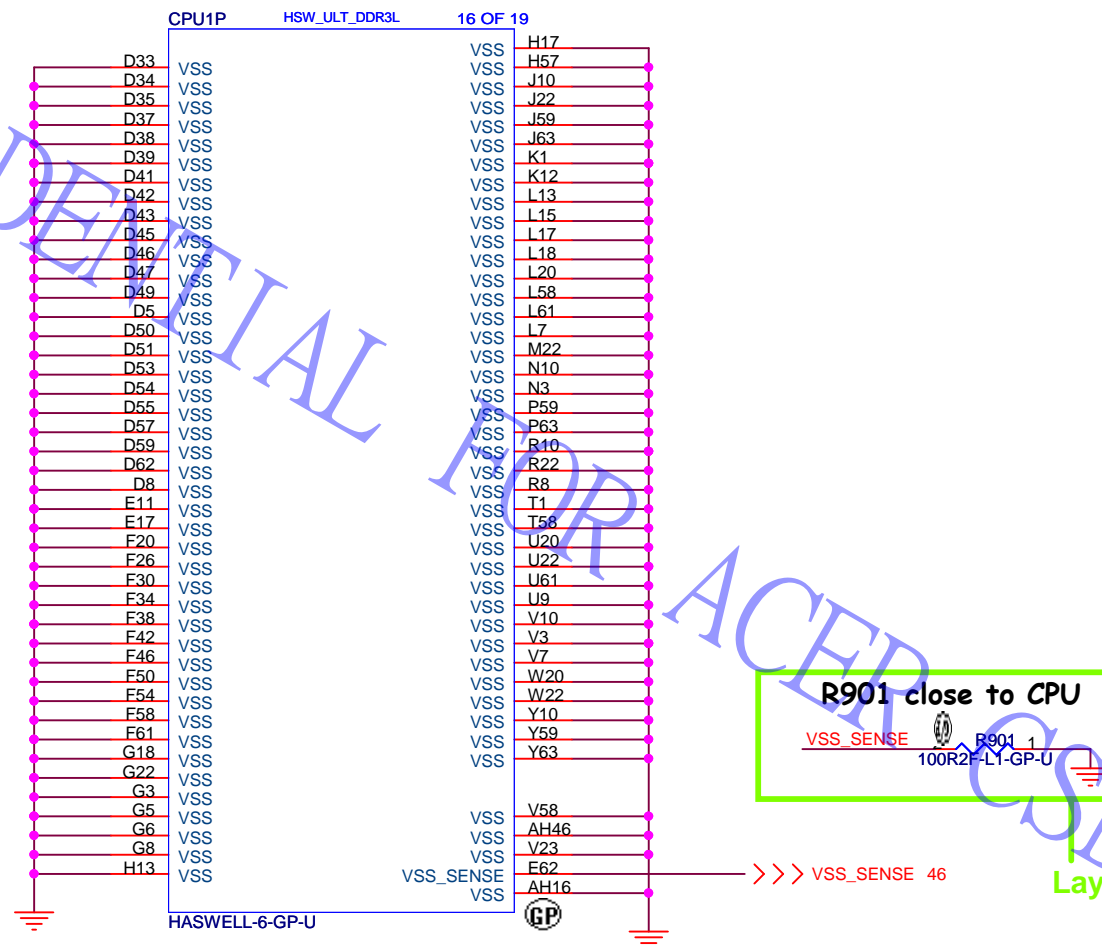 CPU1P HSW_ULT_DDR3L 16 OF 19
VSS H17
D33 VSS VSS H57
D34 VSS VSS J10
D35 VSS VSS J22
D37 VSS VSS J59
D38 VSS VSS J63
D39 VSS VSS K1
D41 VSS VSS K12
D42 VSS VSS L13
D43 VSS VSS L15
D45 VSS VSS L17
D46 VSS VSS L18
D47 VSS VSS L20
D49 VSS VSS L58
D5 VSS VSS L61
D50 VSS VSS L7
D51 VSS VSS M22
D53 VSS VSS N10
D54 VSS VSS N3
D55 VSS VSS P59
D57 VSS VSS P63
D59 VSS VSS R10
D62 VSS VSS R22
D8 VSS VSS R8
E11 VSS VSS T1
E17 VSS VSS T58
F20 VSS VSS U20
F26 VSS VSS U22
F30 VSS VSS U61
F34 VSS VSS U9
F38 VSS VSS V10
F42 VSS VSS V3
F46 VSS VSS V7
F50 VSS VSS W20
F54 VSS VSS W22
F58 VSS VSS Y10
F61 VSS VSS Y59
G18 VSS VSS Y63
G22 VSS
G3 VSS
G5 VSS VSS V58
G6 VSS VSS AH46
G8 VSS VSS V23
H13 VSS VSS_SENSE E62
VSS AH16
HASWELL-6-GP-U
GP
VSS_SENSE 46
R901 close to CPU
VSS_SENSE R901 1
100R2F-L1-GP-U
Lay
DENTIAL FOR ACER CS